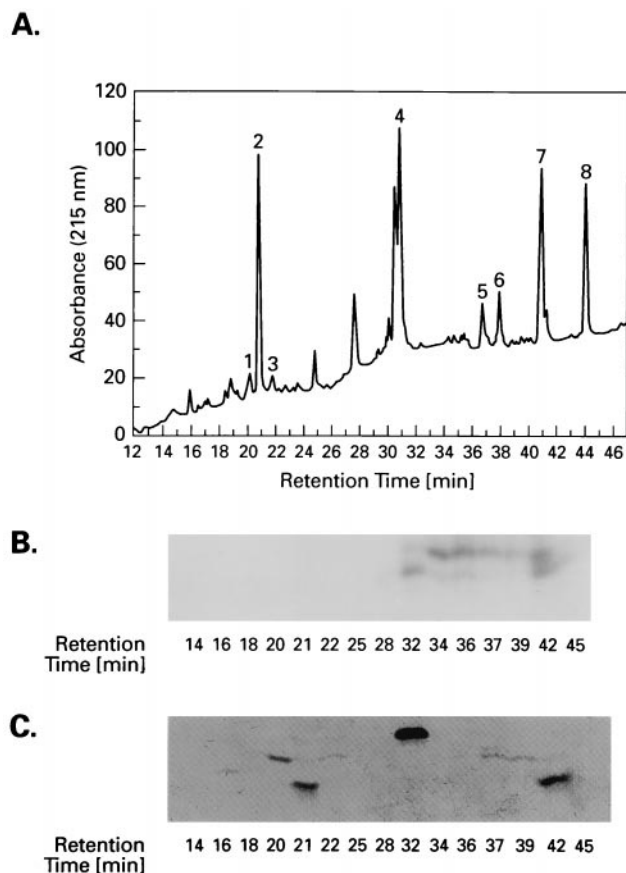 A.
120
100
80
60
40
20
0
Absorbance (215 nm)
1
2
3
4
5
6
7
8
12 14 16 18 20 22 24 26 28 30 32 34 36 38 40 42 44 46
Retention Time [min]
B.
Retention
Time [min]
14 16 18 20 21 22 25 28 32 34 36 37 39 42 45
C.
Retention
Time [min]
14 16 18 20 21 22 25 28 32 34 36 37 39 42 45